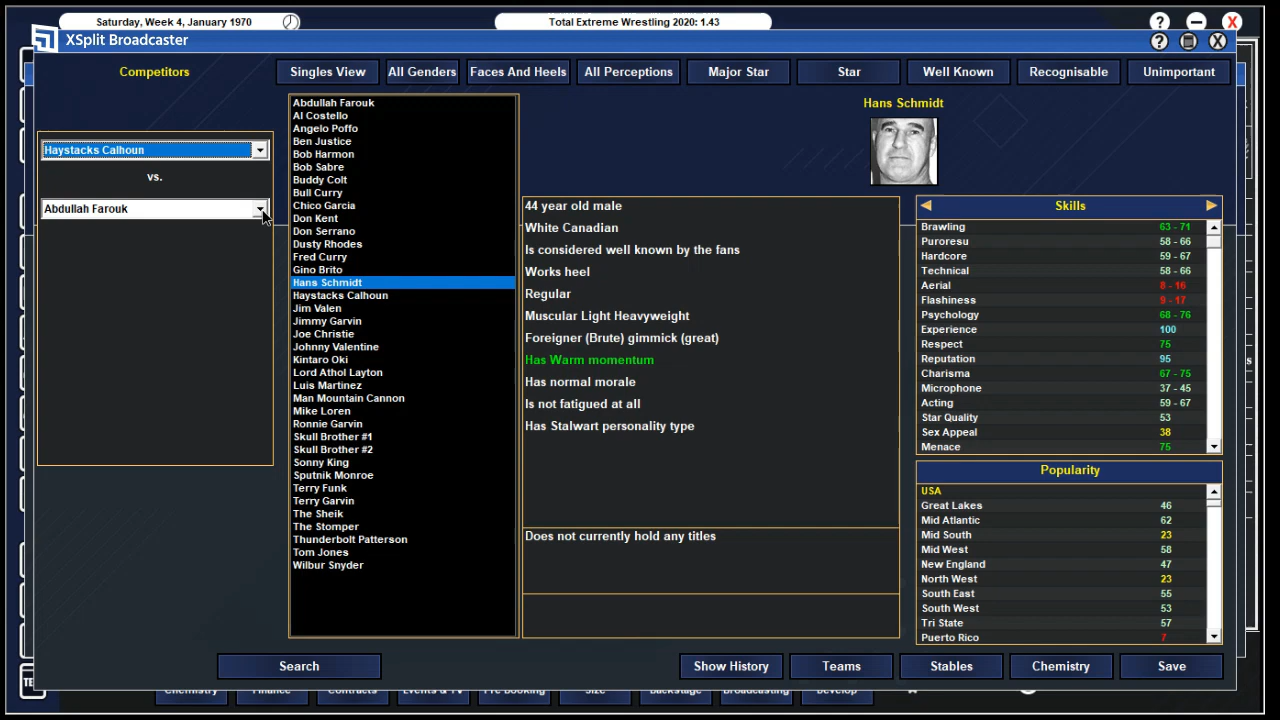 Saturday, Week 4, January 1970
Total Extreme Wrestling 2020: 1.43
? – X
XSplit Broadcaster
? X
Competitors
Singles View
All Genders
Faces And Heels
All Perceptions
Major Star
Star
Well Known
Recognisable
Unimportant
Haystacks Calhoun
vs.
Abdullah Farouk
Abdullah Farouk
Al Costello
Angelo Poffo
Ben Justice
Bob Harmon
Bob Sabre
Buddy Colt
Bull Curry
Chico Garcia
Don Kent
Don Serrano
Dusty Rhodes
Fred Curry
Gino Brito
Hans Schmidt
Haystacks Calhoun
Jim Valen
Jimmy Garvin
Joe Christie
Johnny Valentine
Kintaro Oki
Lord Athol Layton
Luis Martinez
Man Mountain Cannon
Mike Loren
Ronnie Garvin
Skull Brother #1
Skull Brother #2
Sonny King
Sputnik Monroe
Terry Funk
Terry Garvin
The Sheik
The Stomper
Thunderbolt Patterson
Tom Jones
Wilbur Snyder
Hans Schmidt
44 year old male
White Canadian
Is considered well known by the fans
Works heel
Regular
Muscular Light Heavyweight
Foreigner (Brute) gimmick (great)
Has Warm momentum
Has normal morale
Is not fatigued at all
Has Stalwart personality type
Does not currently hold any titles
Skills
Brawling 63 - 71
Puroresu 58 - 66
Hardcore 59 - 67
Technical 58 - 66
Aerial 8 - 16
Flashiness 9 - 17
Psychology 68 - 76
Experience 100
Respect 75
Reputation 95
Charisma 67 - 75
Microphone 37 - 45
Acting 59 - 67
Star Quality 53
Sex Appeal 38
Menace 75
Popularity
USA
Great Lakes 46
Mid Atlantic 62
Mid South 23
Mid West 58
New England 47
North West 23
South East 55
South West 53
Tri State 57
Puerto Rico 7
Search
Show History
Teams
Stables
Chemistry
Save
Chemistry
Finance
Contracts
Events & TV
Pre Booking
Size
Backstage
Broadcasting
Develop